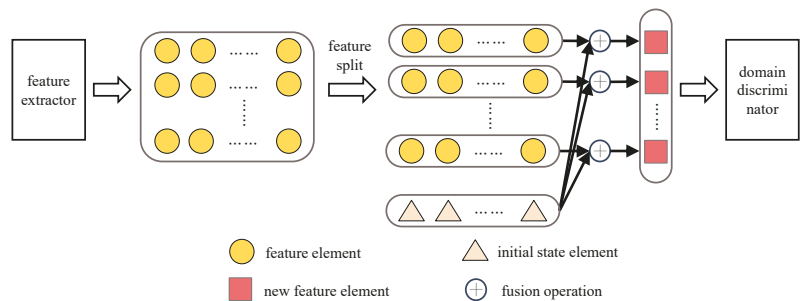 feature
extractor
feature
split
domain
discrimi
nator
feature element
initial state element
new feature element
fusion operation